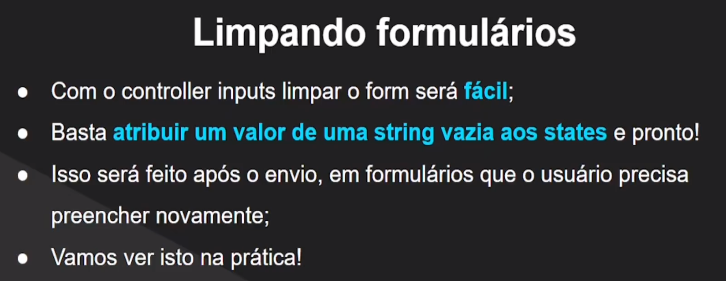 Limpando formulários
● Com o controller inputs limpar o form será fácil;
● Basta atribuir um valor de uma string vazia aos states e pronto!
● Isso será feito após o envio, em formulários que o usuário precisa
preencher novamente;
● Vamos ver isto na prática!